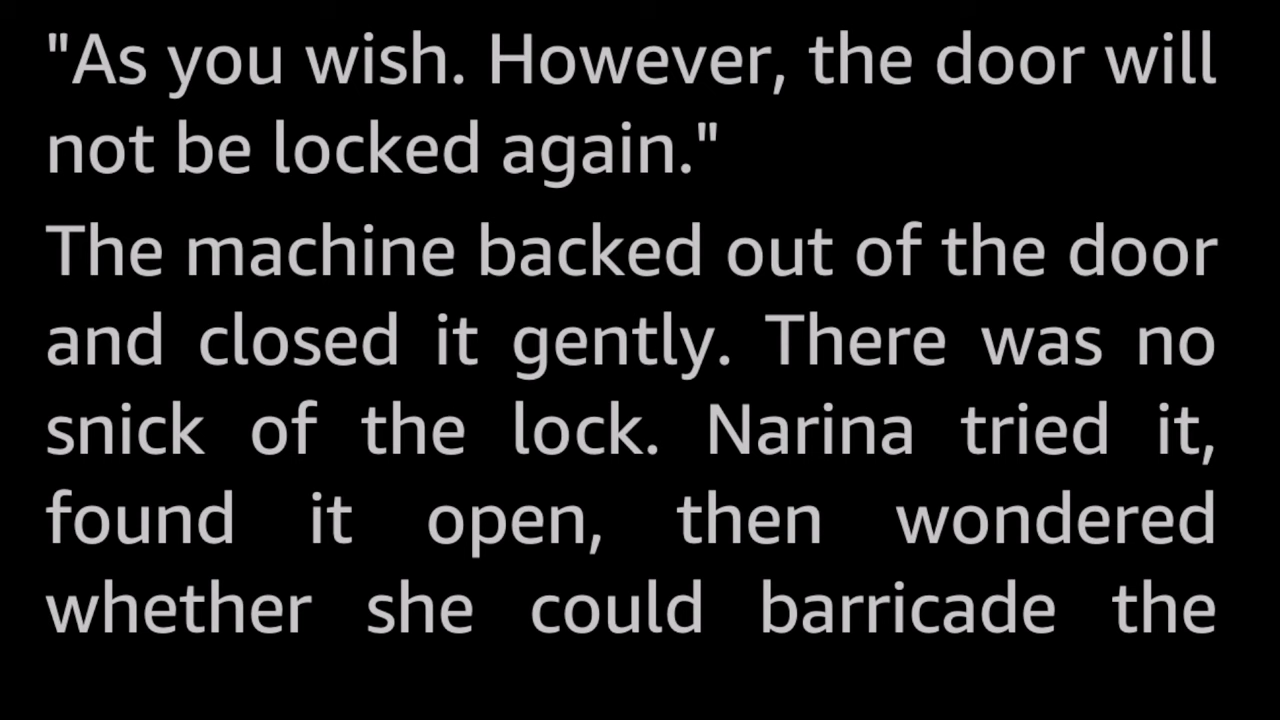 "As you wish. However, the door will
not be locked again."
The machine backed out of the door
and closed it gently. There was no
snick of the lock. Narina tried it,
found it open, then wondered
whether she could barricade the